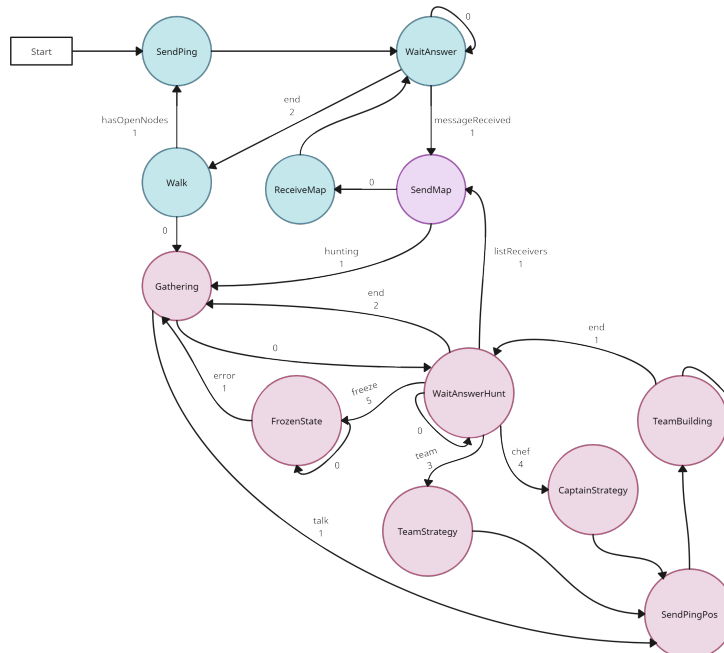 0
Start
SendPing
WaitAnswer
end
2
hasOpenNodes
1
messageReceived
1
Walk
ReceiveMap
0
SendMap
0
hunting
1
listReceivers
1
Gathering
end
2
0
end
1
error
1
freeze
5
WaitAnswerHunt
FrozenState
0
TeamBuilding
chef
4
team
3
0
CaptainStrategy
talk
1
TeamStrategy
SendPingPos